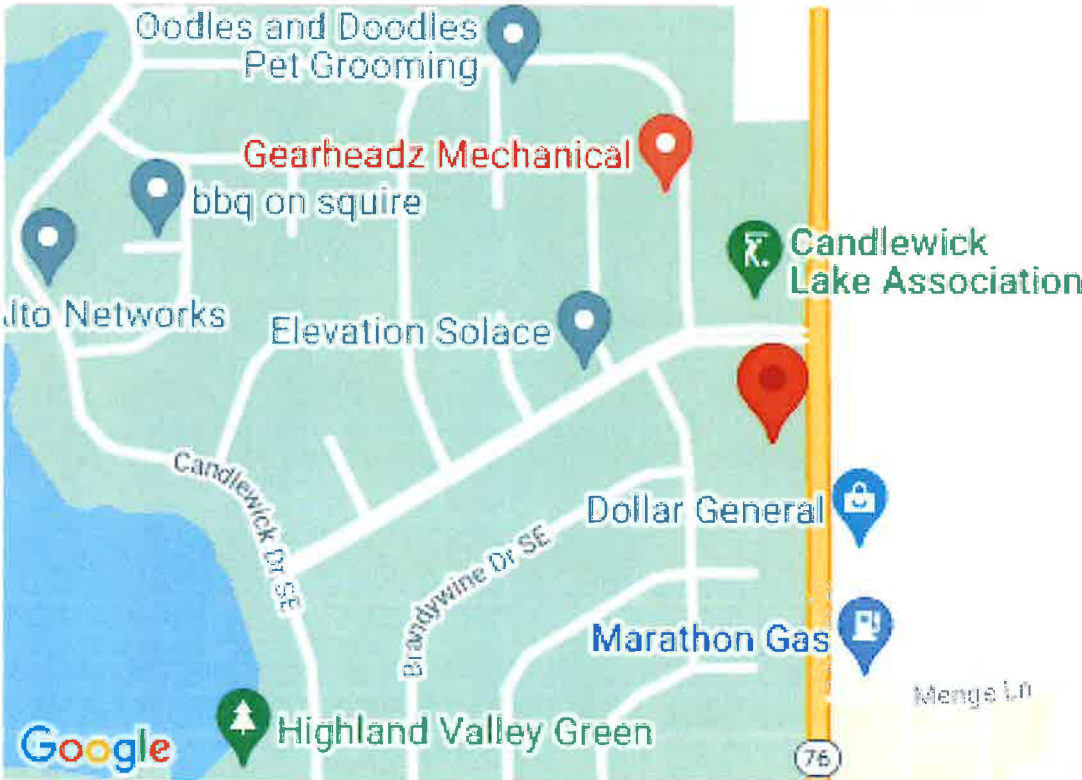 Oodles and Doodles
Pet Grooming
Gearheadz Mechanical
bbq on squire
Candlewick
Lake Association
lto Networks
Elevation Solace
Candlewick Dr SE
Dollar General
Brandywine Dr SE
Marathon Gas
Menge Ln
Highland Valley Green
Google
76